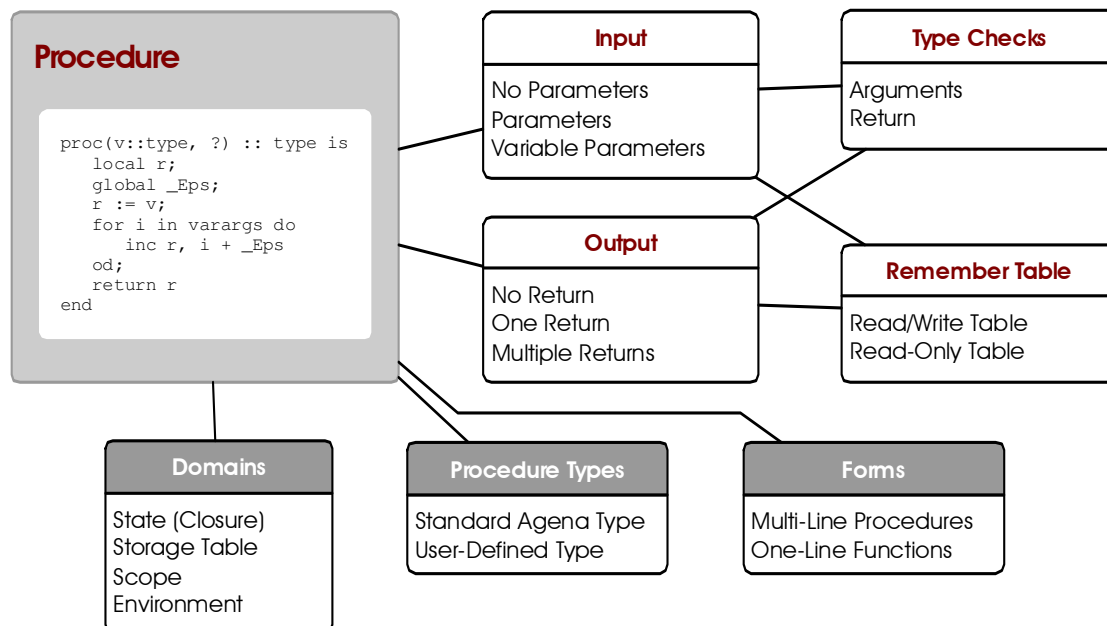 Procedure
proc(v::type, ?) :: type is
local r;
global _Eps;
r := v;
for i in varargs do
inc r, i + _Eps
od;
return r
end
Input
No Parameters
Parameters
Variable Parameters
Type Checks
Arguments
Return
Output
No Return
One Return
Multiple Returns
Remember Table
Read/Write Table
Read-Only Table
Domains
State (Closure)
Storage Table
Scope
Environment
Procedure Types
Standard Agena Type
User-Defined Type
Forms
Multi-Line Procedures
One-Line Functions